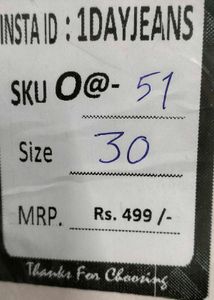 INSTA ID : 1DAYJEANS
SKU O@- 51
Size 30
MRP. Rs. 499 /-
Thanks For Choosing